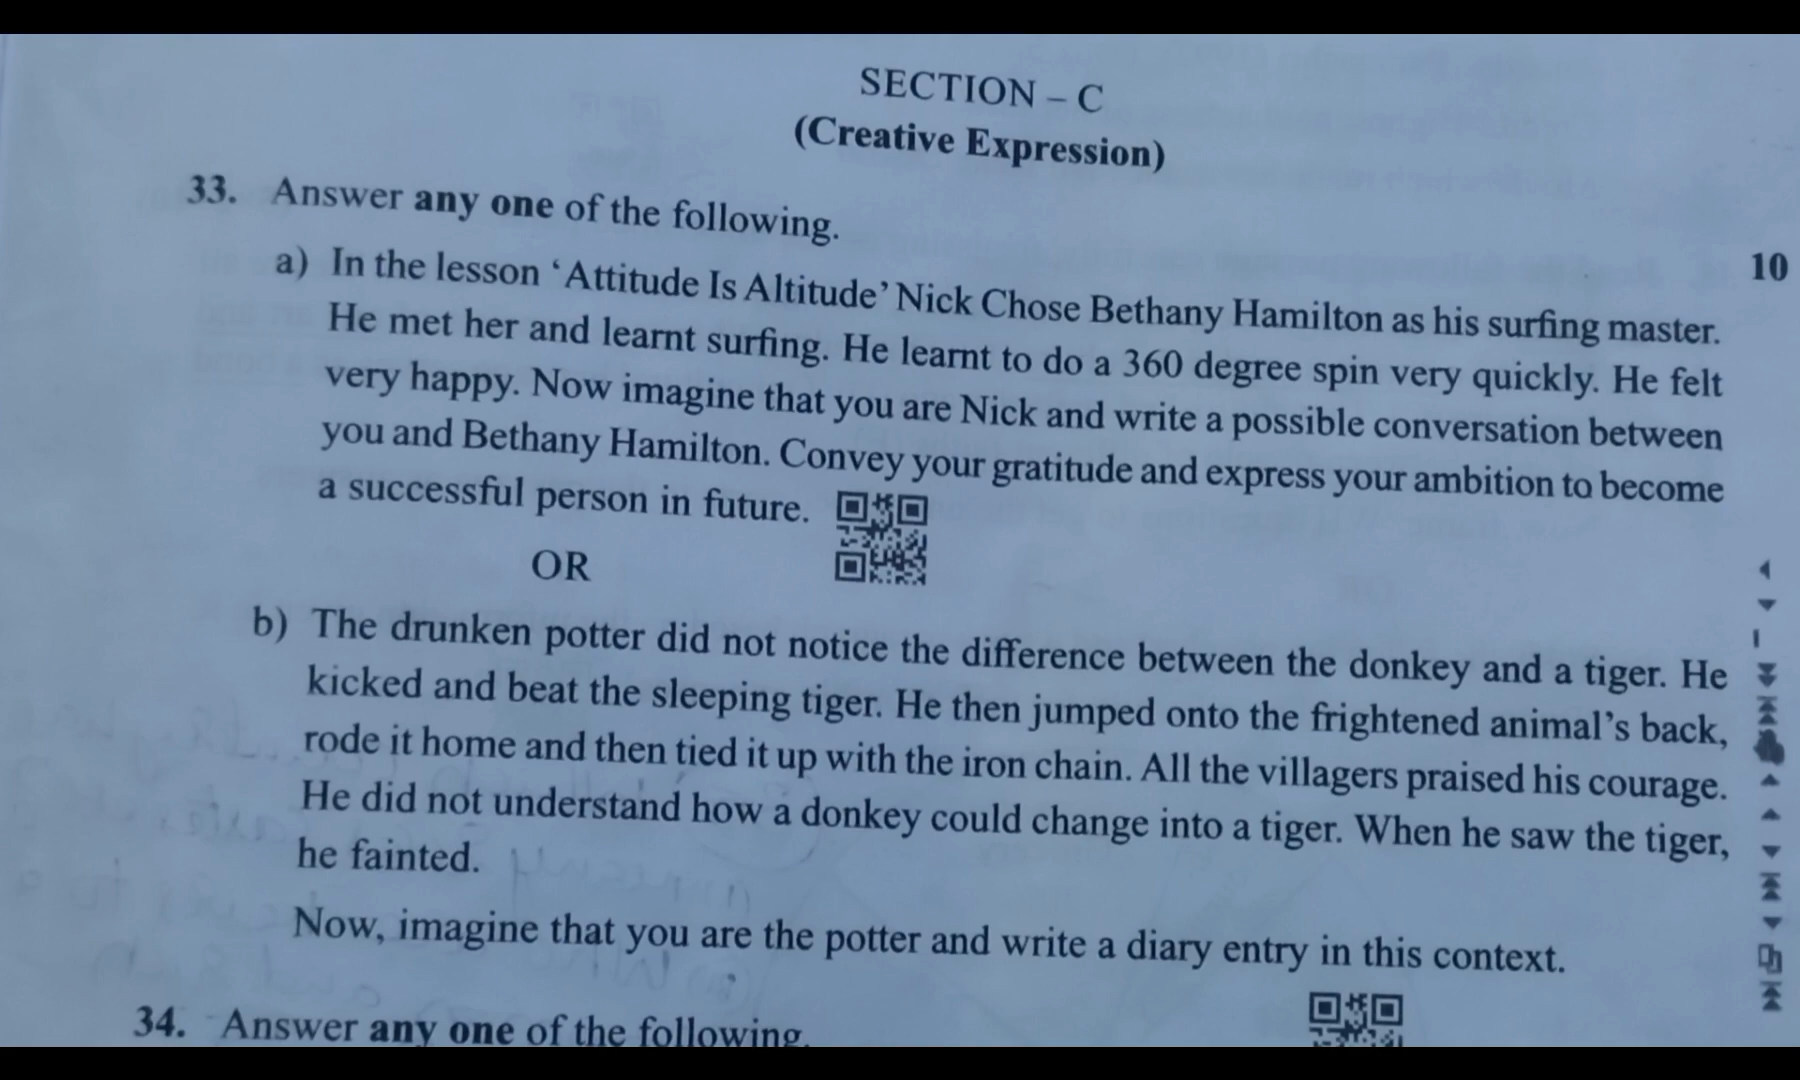 SECTION – C
(Creative Expression)
33. Answer any one of the following.
10
a) In the lesson ‘Attitude Is Altitude’ Nick Chose Bethany Hamilton as his surfing master.
He met her and learnt surfing. He learnt to do a 360 degree spin very quickly. He felt
very happy. Now imagine that you are Nick and write a possible conversation between
you and Bethany Hamilton. Convey your gratitude and express your ambition to become
a successful person in future.
OR
b) The drunken potter did not notice the difference between the donkey and a tiger. He
kicked and beat the sleeping tiger. He then jumped onto the frightened animal’s back,
rode it home and then tied it up with the iron chain. All the villagers praised his courage.
He did not understand how a donkey could change into a tiger. When he saw the tiger,
he fainted.
Now, imagine that you are the potter and write a diary entry in this context.
34. Answer any one of the following.